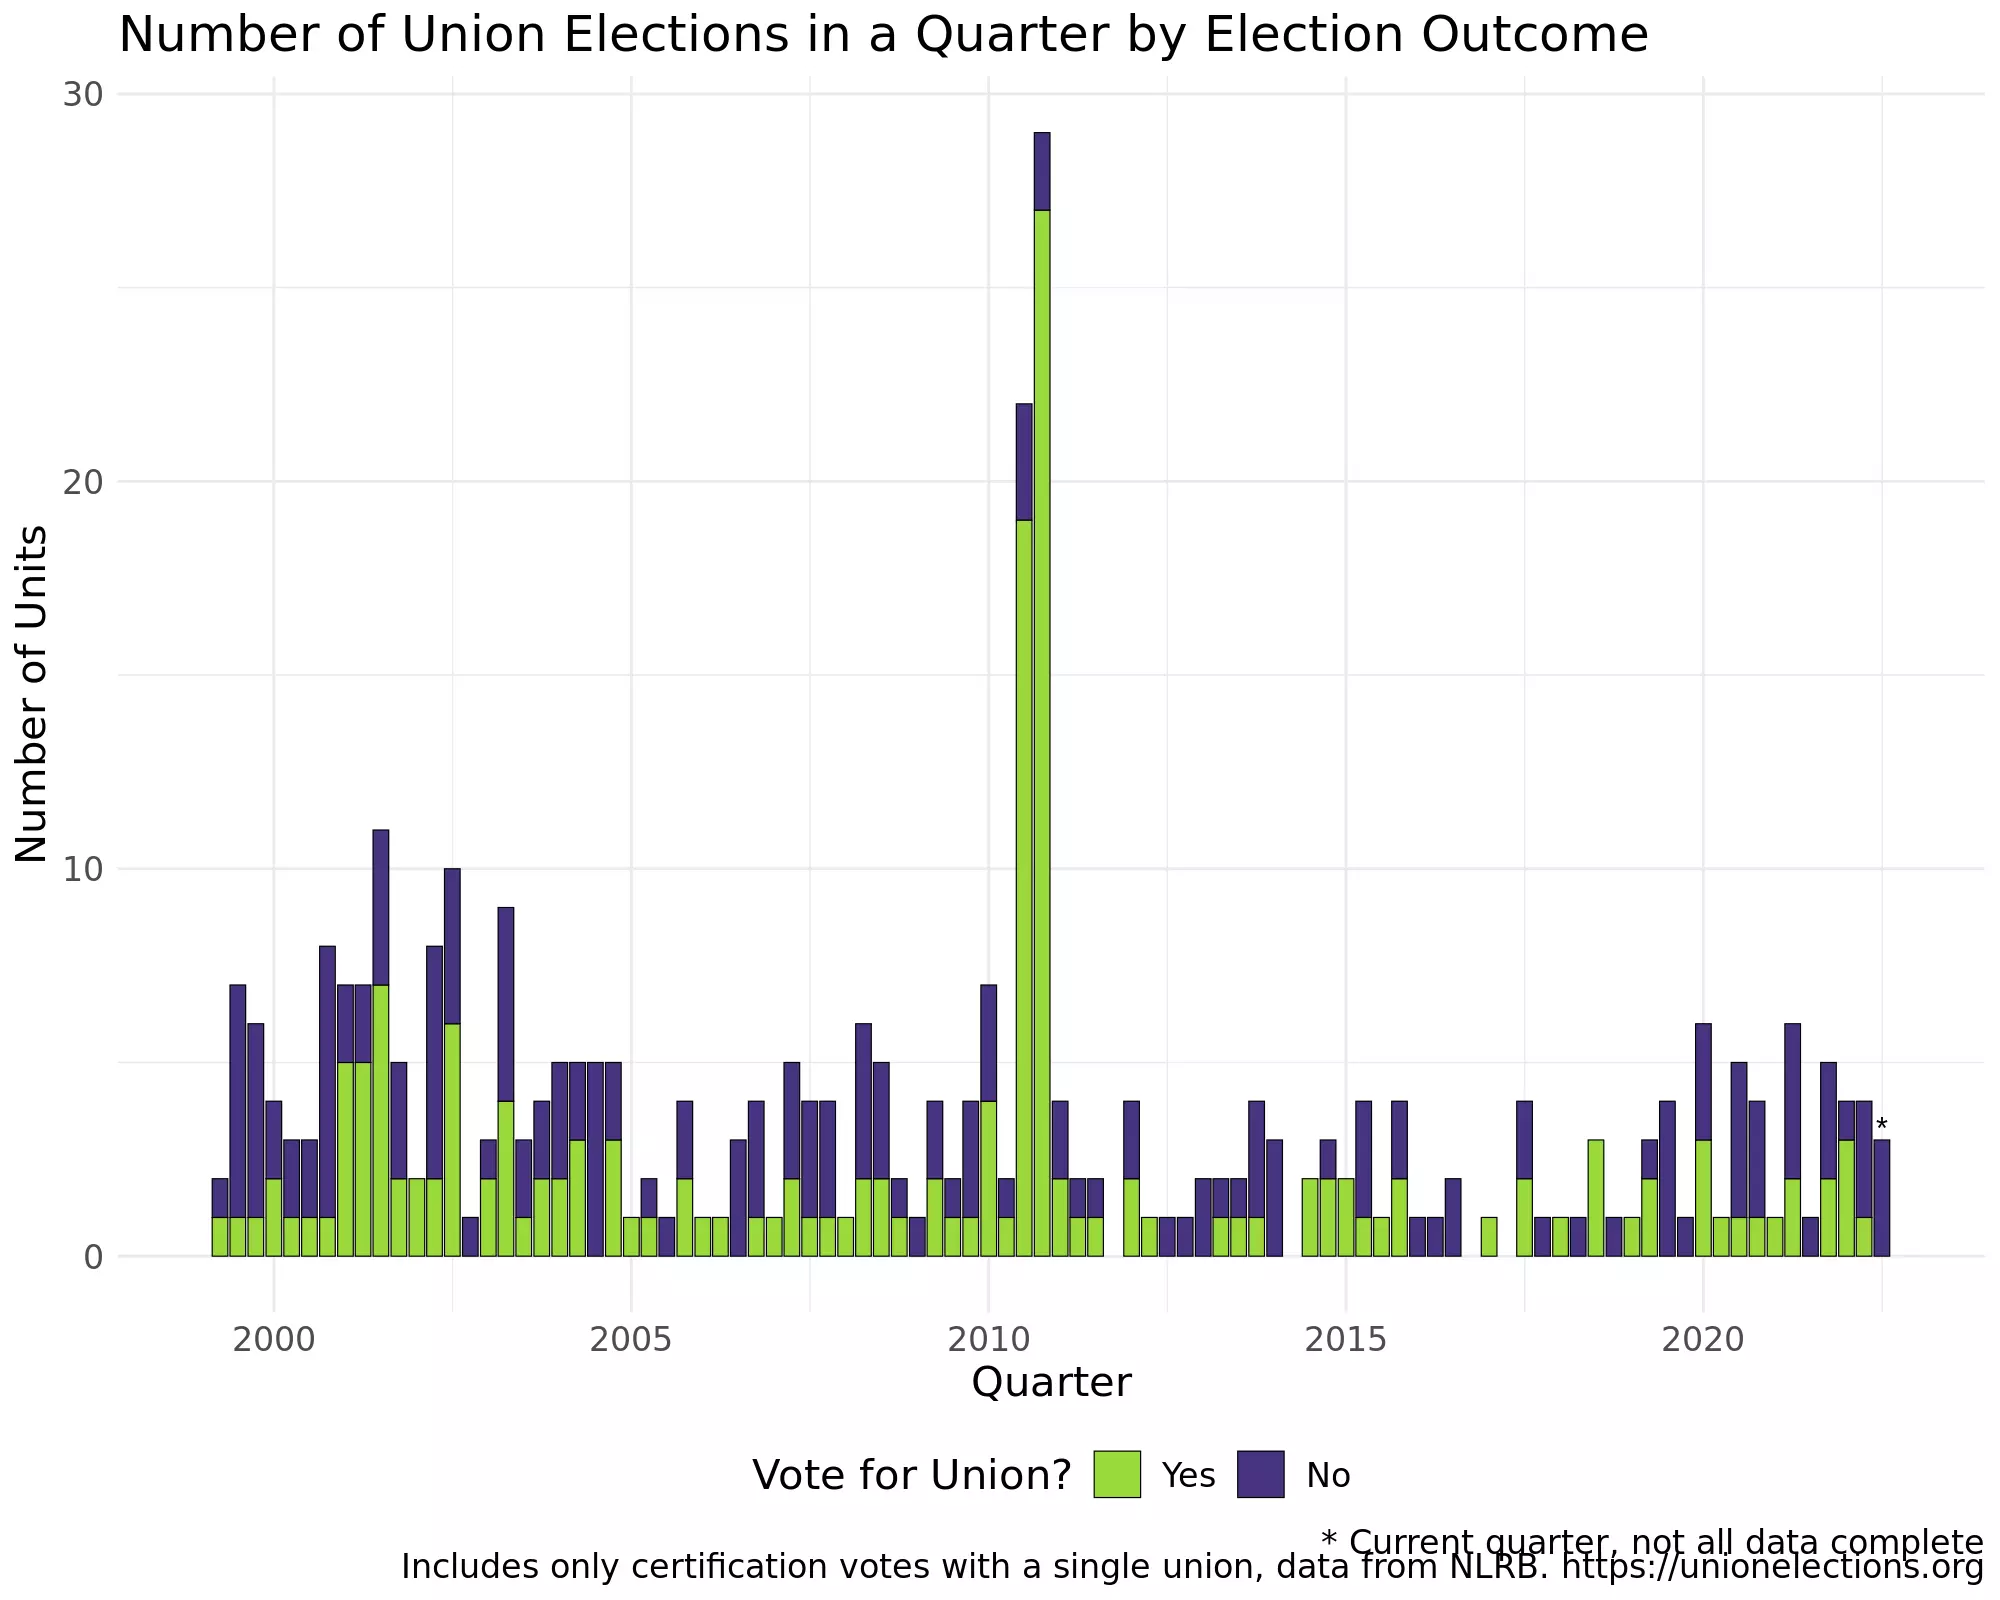 Number of Union Elections in a Quarter by Election Outcome
30
20
10
0
Number of Units
*
2000 2005 2010 2015 2020
Quarter
Vote for Union? Yes No
* Current quarter, not all data complete
Includes only certification votes with a single union, data from NLRB. https://unionelections.org